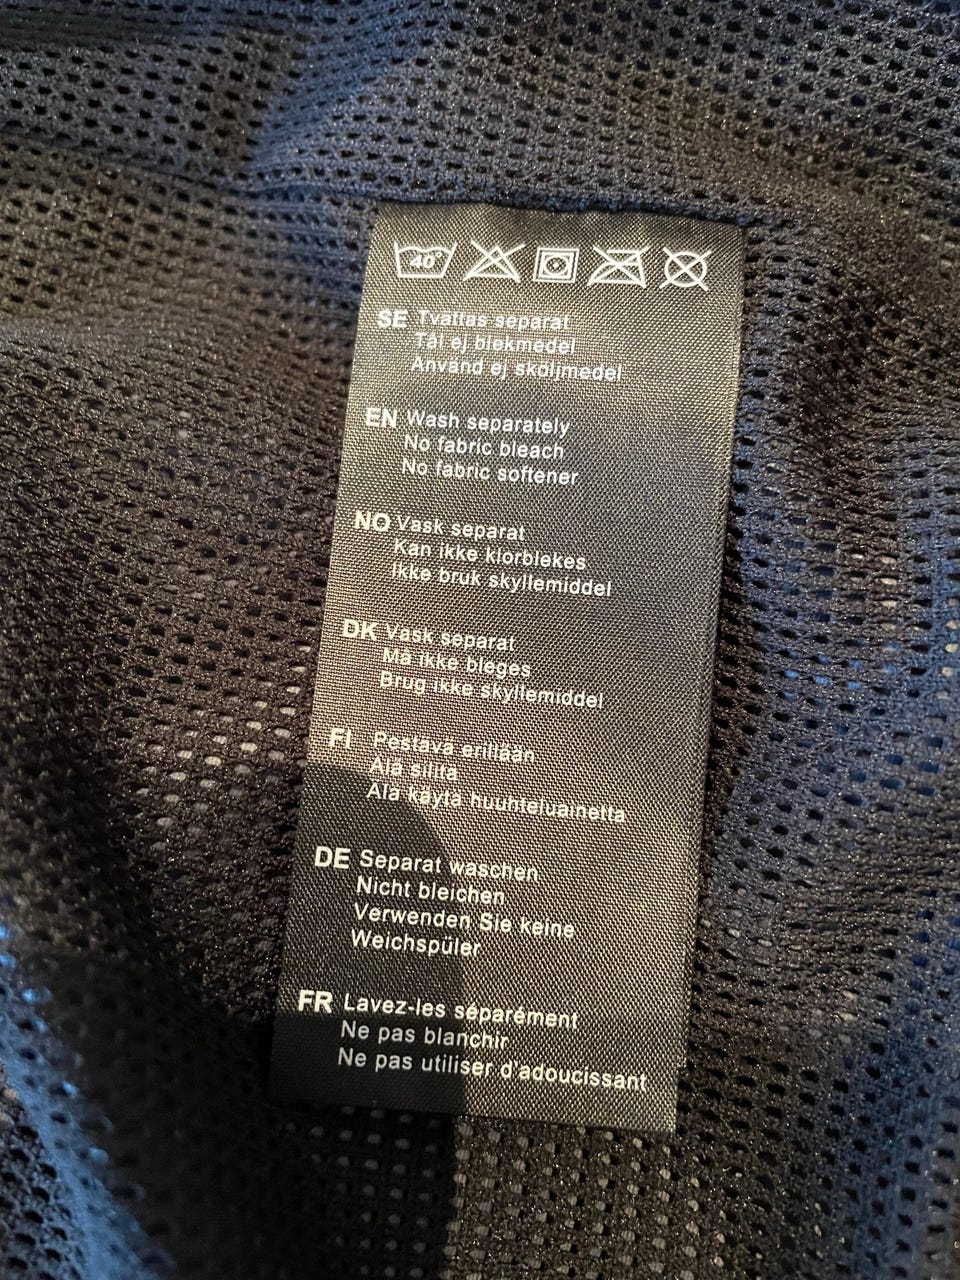 40°
SE Tvättas separat
Tål ej blekmedel
Använd ej sköljmedel
EN Wash separately
No fabric bleach
No fabric softener
NO Vask separat
Kan ikke klorblekes
Ikke bruk skyllemiddel
DK Vask separat
Må ikke bleges
Brug ikke skyllemiddel
FI Pestävä erillään
Älä silitä
Älä käytä huuhteluainetta
DE Separat waschen
Nicht bleichen
Verwenden Sie keine
Weichspüler
FR Lavez-les séparément
Ne pas blanchir
Ne pas utiliser d'adoucissant